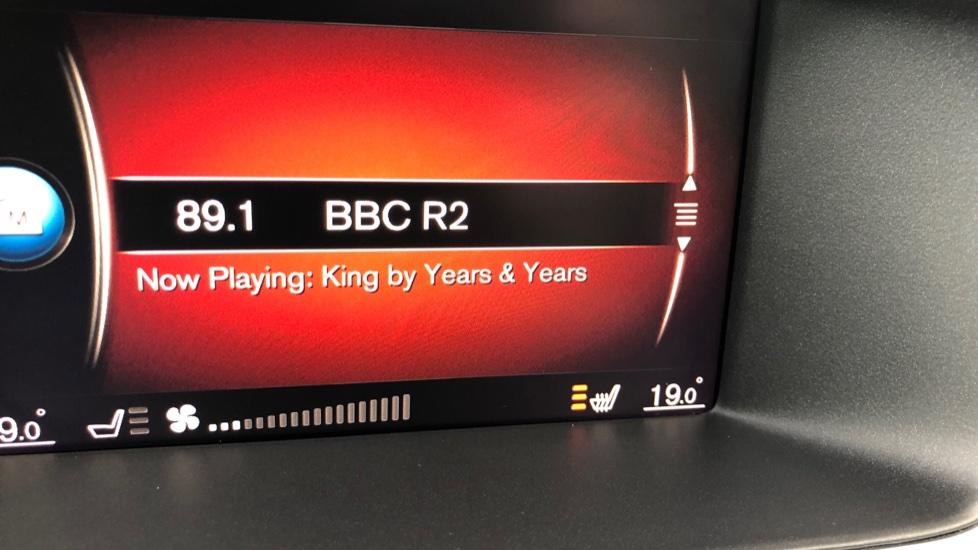 89.1 BBC R2
Now Playing: King by Years & Years
9.0° 19.0°